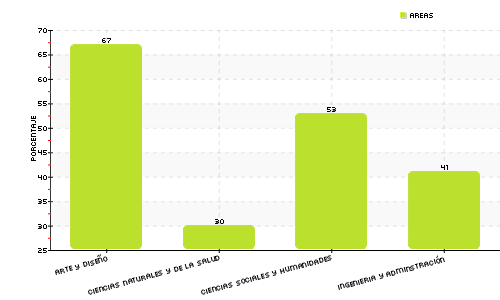 AREAS
70
65
60
55
50
45
40
35
30
25
PORCENTAJE
67
30
53
41
ARTE y DISEÑO
CIENCIAS NATURALES y DE LA SALUD
CIENCIAS SOCIALES y HUMANIDADES
INGENIERIA y ADMINSTRACIÓN